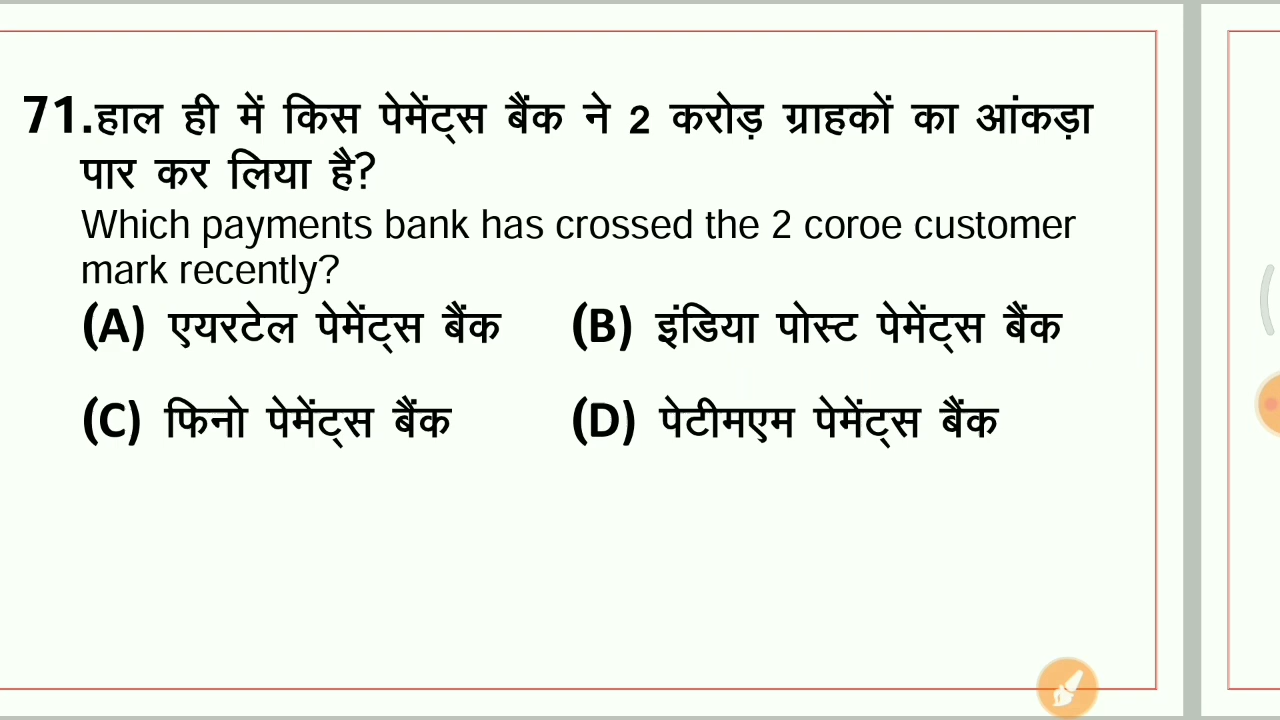 71.हाल ही में किस पेमेंट्स बैंक ने 2 करोड़ ग्राहकों का आंकड़ा
पार कर लिया है?
Which payments bank has crossed the 2 coroe customer
mark recently?
(A) एयरटेल पेमेंट्स बैंक (B) इंडिया पोस्ट पेमेंट्स बैंक
(C) फिनो पेमेंट्स बैंक (D) पेटीमएम पेमेंट्स बैंक